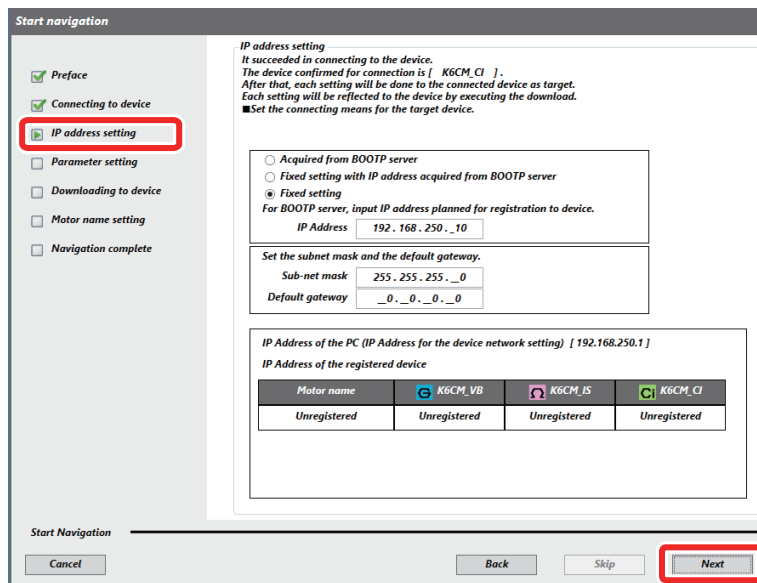 Start navigation
Preface
Connecting to device
IP address setting
Parameter setting
Downloading to device
Motor name setting
Navigation complete
IP address setting
It succeeded in connecting to the device.
The device confirmed for connection is [ K6CM_CI ] .
After that, each setting will be done to the connected device as target.
Each setting will be reflected to the device by executing the download.
■Set the connecting means for the target device.
Acquired from BOOTP server
Fixed setting with IP address acquired from BOOTP server
Fixed setting
For BOOTP server, input IP address planned for registration to device.
IP Address 192 . 168 . 250 . _10
Set the subnet mask and the default gateway.
Sub-net mask 255 . 255 . 255 . __0
Default gateway __0 . __0 . __0 . __0
IP Address of the PC (IP Address for the device network setting) [ 192.168.250.1 ]
IP Address of the registered device
Motor name G K6CM_VB Ω K6CM_IS Ci K6CM_CI
Unregistered Unregistered Unregistered Unregistered
Start Navigation
Cancel Back Skip Next